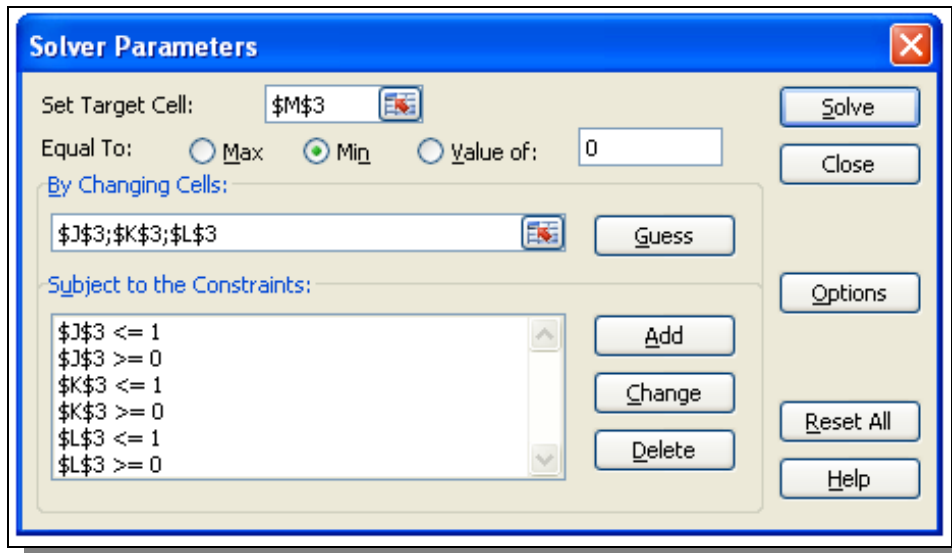 Solver Parameters
Set Target Cell: $M$3 Solve
Equal To: Max Min Value of: 0 Close
By Changing Cells:
$J$3;$K$3;$L$3 Guess
Subject to the Constraints: Options
$J$3 <= 1 Add
$J$3 >= 0
$K$3 <= 1 Change
$K$3 >= 0
$L$3 <= 1 Delete Reset All
$L$3 >= 0 Help